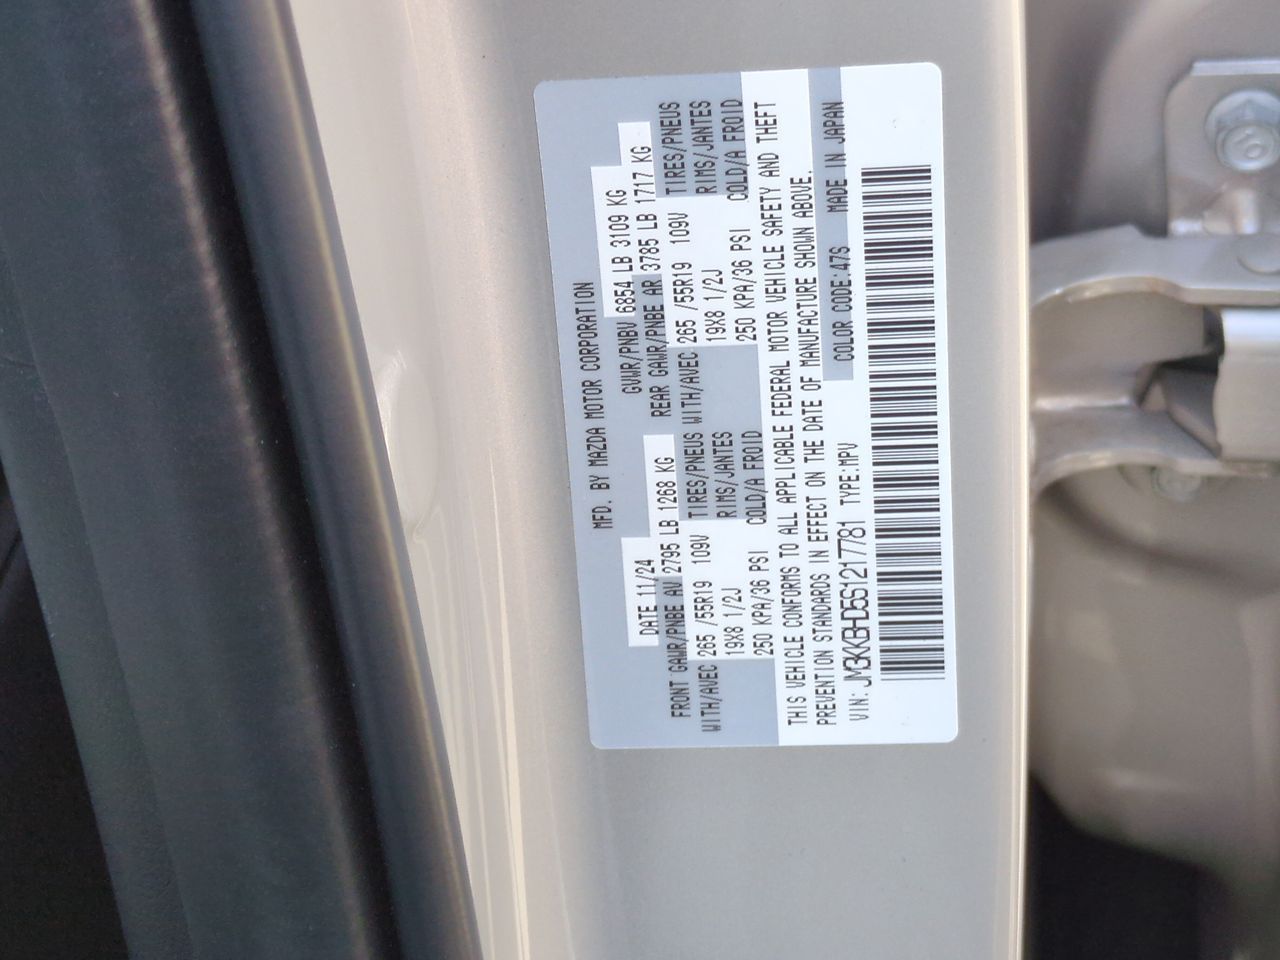 MFD. BY MAZDA MOTOR CORPORATION
DATE 11/24 GVWR/PNBV 6854 LB 3109 KG
FRONT GAWR/PNBE AV 2795 LB 1268 KG REAR GAWR/PNBE AR 3785 LB 1717 KG
WITH/AVEC 265 /55R19 109V TIRES/PNEUS WITH/AVEC 265 /55R19 109V TIRES/PNEUS
19X8 1/2J RIMS/JANTES 19X8 1/2J RIMS/JANTES
250 KPA/36 PSI COLD/A FROID 250 KPA/36 PSI COLD/A FROID
THIS VEHICLE CONFORMS TO ALL APPLICABLE FEDERAL MOTOR VEHICLE SAFETY AND THEFT
PREVENTION STANDARDS IN EFFECT ON THE DATE OF MANUFACTURE SHOWN ABOVE.
VIN: JM3KKBHD5S1217781 TYPE:MPV COLOR CODE:47S MADE IN JAPAN